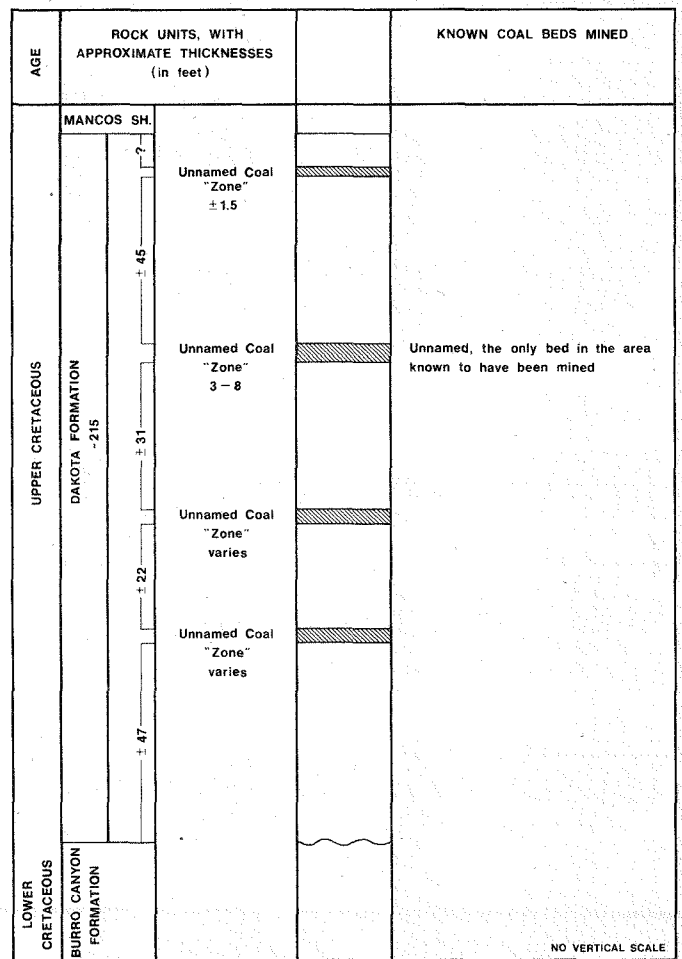 AGE
ROCK UNITS, WITH
APPROXIMATE THICKNESSES
(in feet)
KNOWN COAL BEDS MINED
UPPER CRETACEOUS
MANCOS SH.
DAKOTA FORMATION
~215
?
Unnamed Coal
"Zone"
±1.5
±45
Unnamed Coal
"Zone"
3 – 8
Unnamed, the only bed in the area
known to have been mined
±31
Unnamed Coal
"Zone"
varies
±22
Unnamed Coal
"Zone"
varies
±47
LOWER
CRETACEOUS
BURRO CANYON
FORMATION
NO VERTICAL SCALE